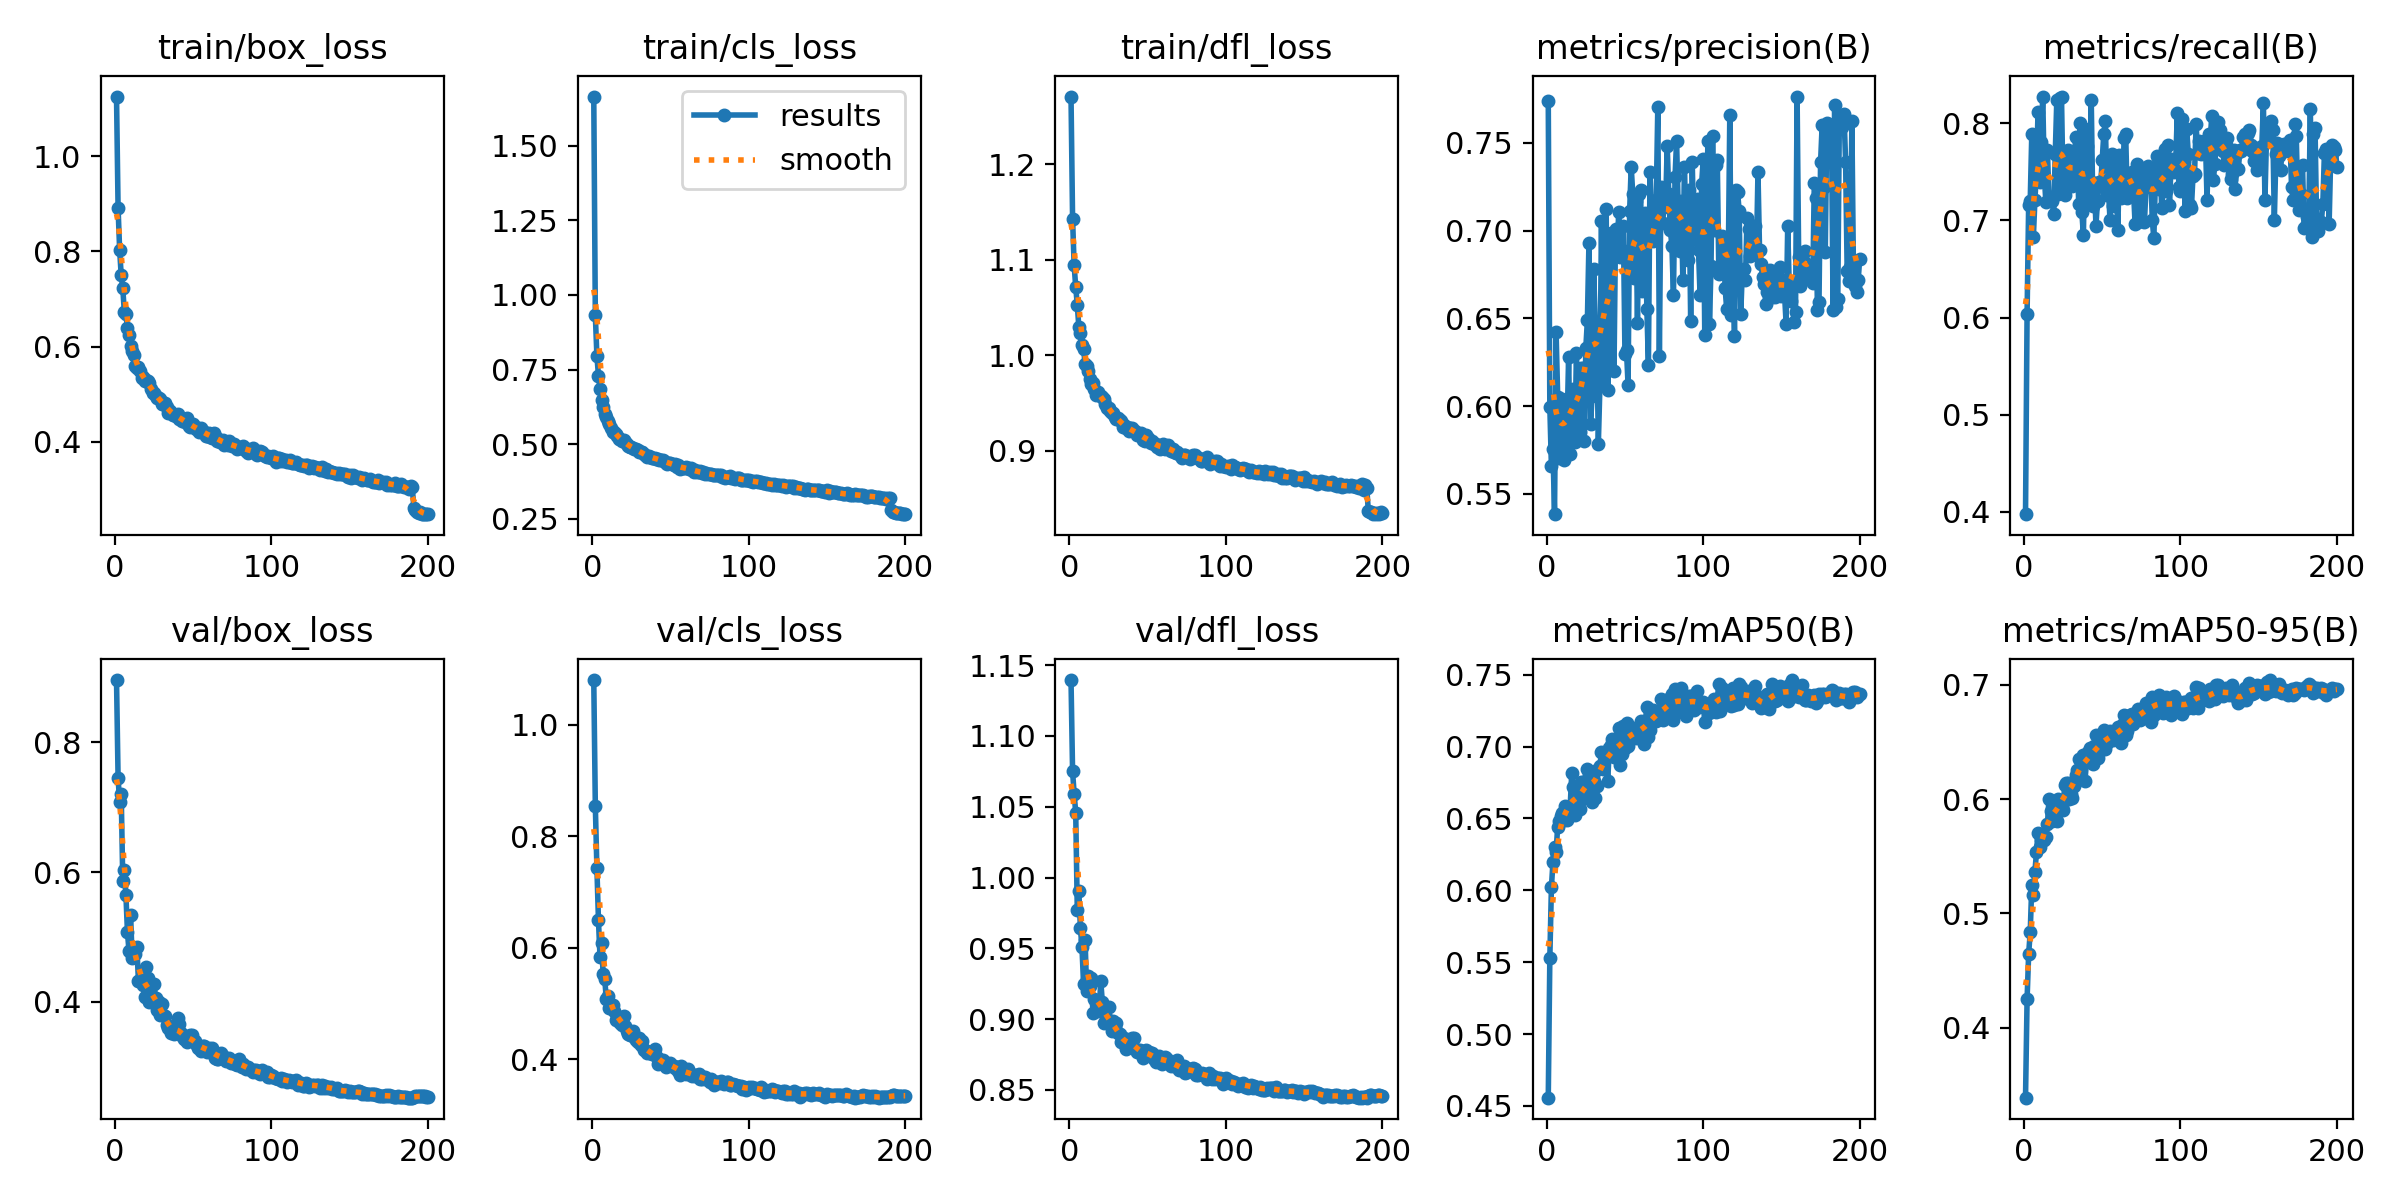 train/box_loss
1.0
0.8
0.6
0.4
0 100 200
train/cls_loss
results
smooth
1.50
1.25
1.00
0.75
0.50
0.25
0 100 200
train/dfl_loss
1.2
1.1
1.0
0.9
0 100 200
metrics/precision(B)
0.75
0.70
0.65
0.60
0.55
0 100 200
metrics/recall(B)
0.8
0.7
0.6
0.5
0.4
0 100 200
val/box_loss
0.8
0.6
0.4
0 100 200
val/cls_loss
1.0
0.8
0.6
0.4
0 100 200
val/dfl_loss
1.15
1.10
1.05
1.00
0.95
0.90
0.85
0 100 200
metrics/mAP50(B)
0.75
0.70
0.65
0.60
0.55
0.50
0.45
0 100 200
metrics/mAP50-95(B)
0.7
0.6
0.5
0.4
0 100 200